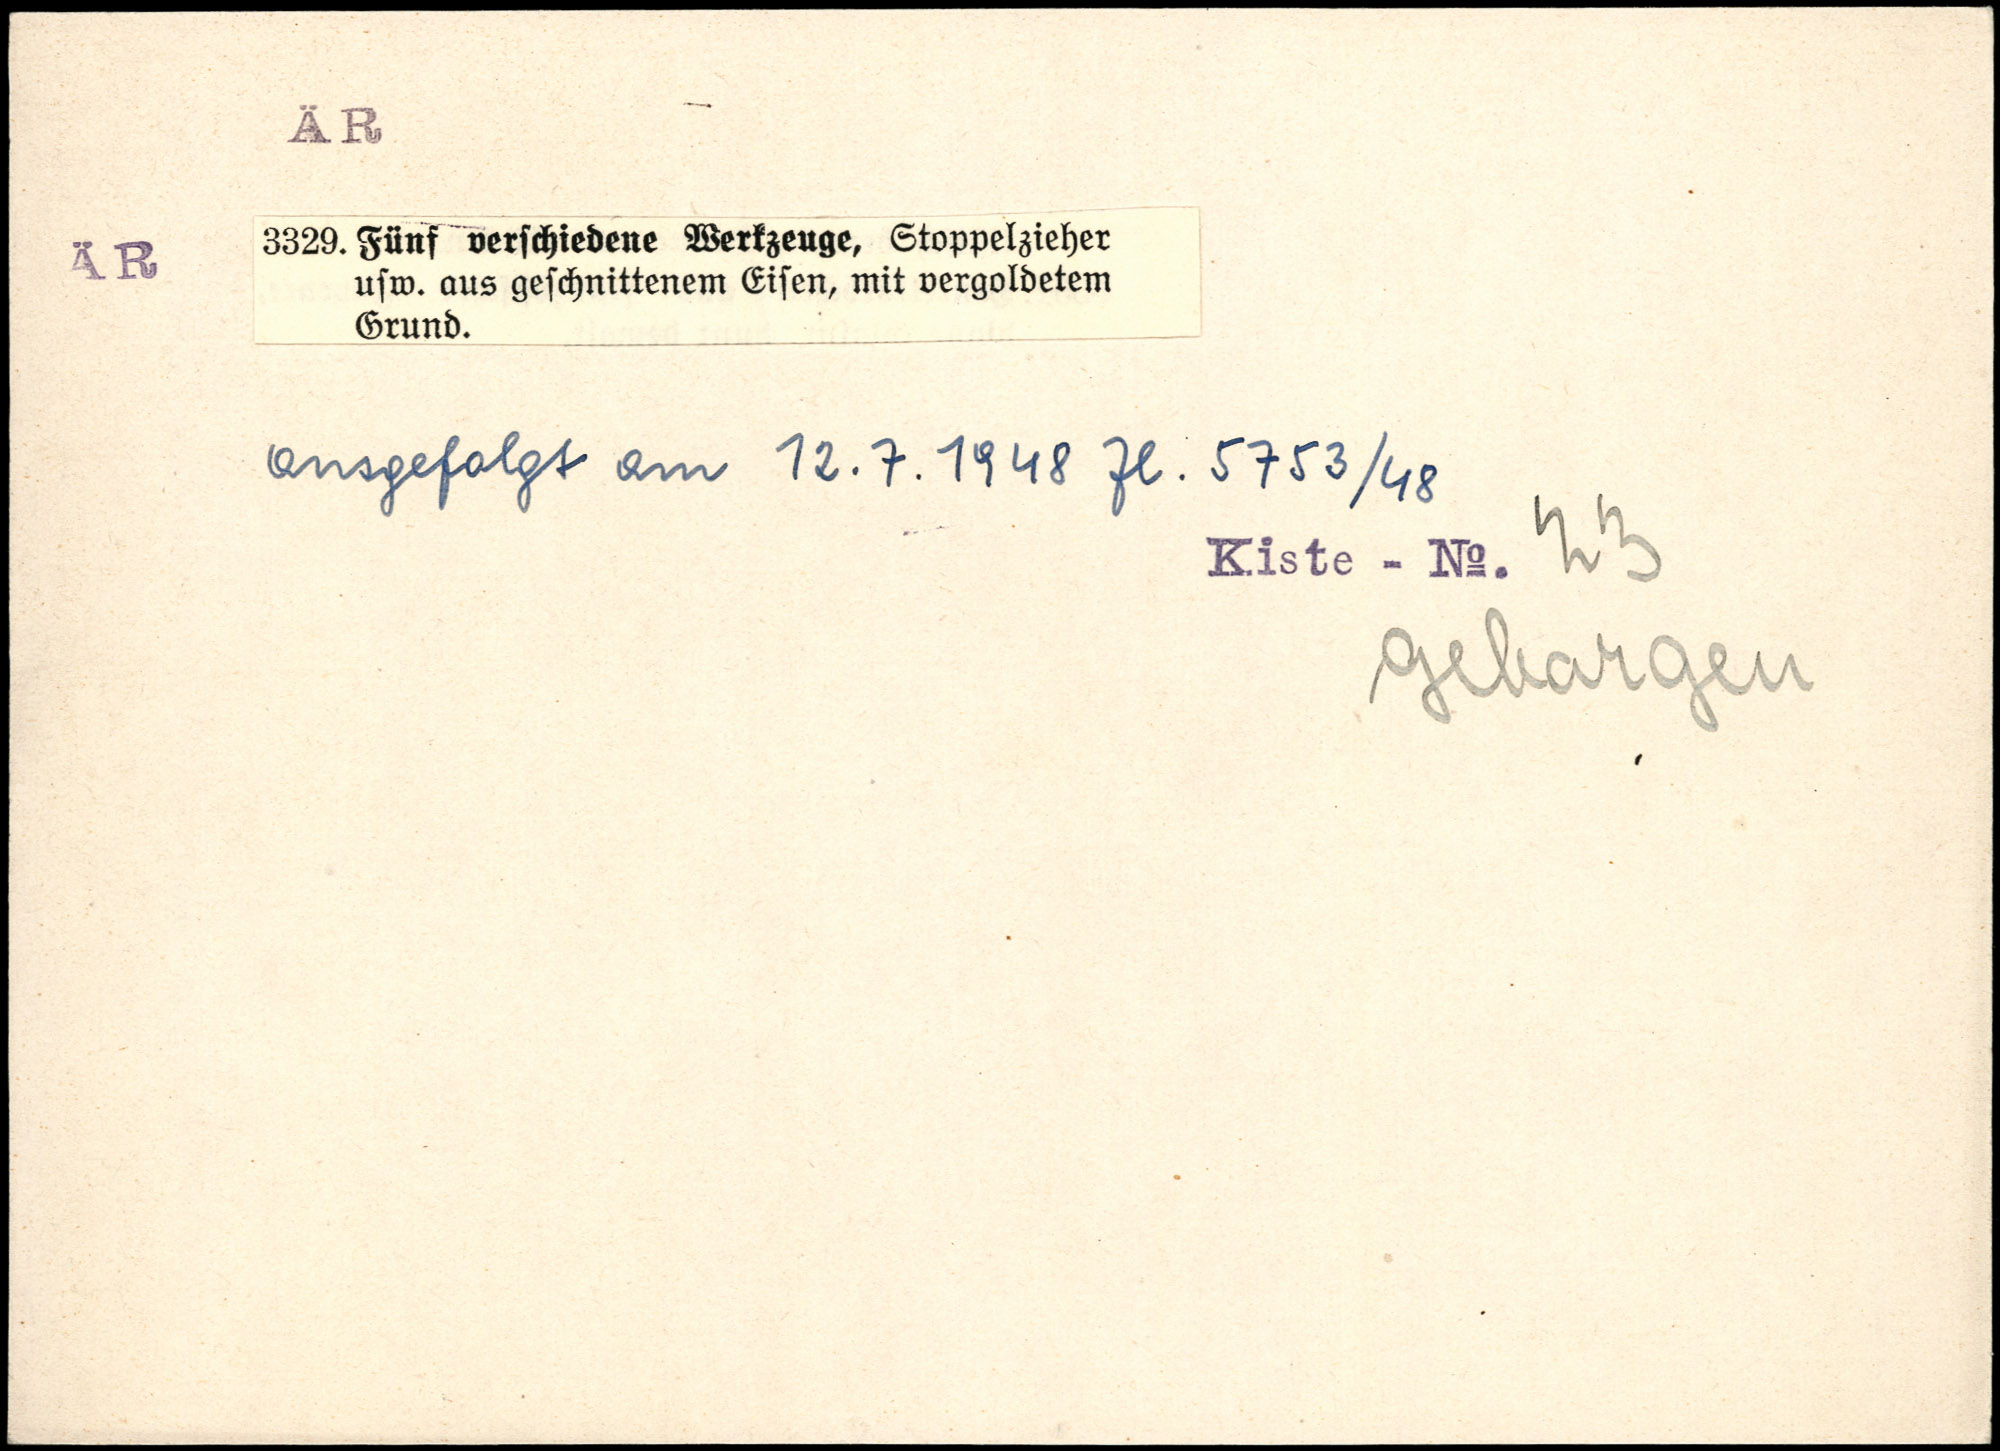 ÄR
ÄR
3329. Fünf verschiedene Werkzeuge, Stoppelzieher
usw. aus geschnittenem Eisen, mit vergoldetem
Grund.
ausgefolgt am 12.7.1948 Zl. 5753/48
Kiste - No.
geborgen